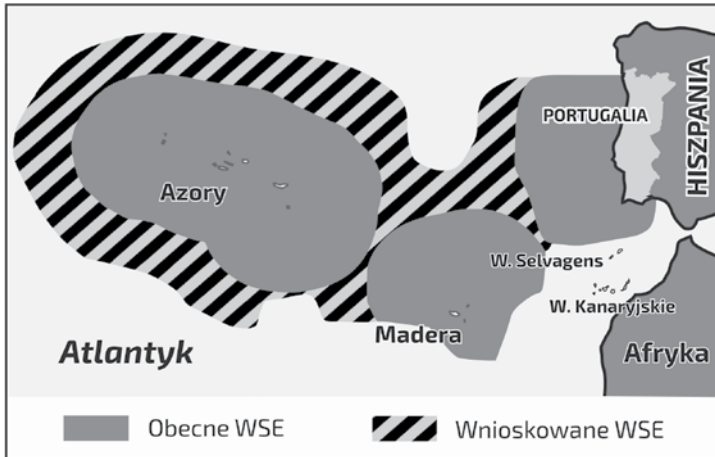 PORTUGALIA
HISZPANIA
Azory
W. Selvagens
W. Kanaryjskie
Madera
Atlantyk
Afryka
Obecne WSE
Wnioskowane WSE